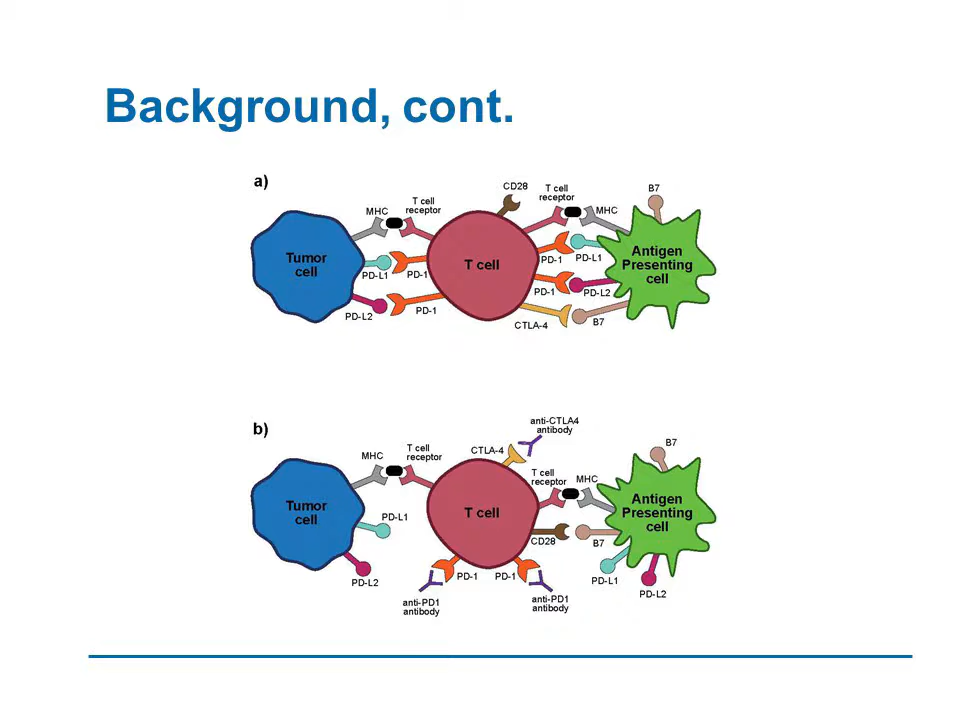 Background, cont.
a)
CD28
T cell
receptor
B7
MHC
T cell
receptor
MHC
Tumor
cell
T cell
Antigen
Presenting
cell
PD-L1
PD-1
PD-1
PD-L1
PD-1
PD-L2
PD-L2
PD-1
CTLA-4
B7
b)
anti-CTLA4
antibody
MHC
T cell
receptor
CTLA-4
B7
T cell
receptor
MHC
Tumor
cell
T cell
Antigen
Presenting
cell
PD-L1
CD28
B7
PD-L2
PD-1
PD-1
PD-L1
PD-L2
anti-PD1
antibody
anti-PD1
antibody